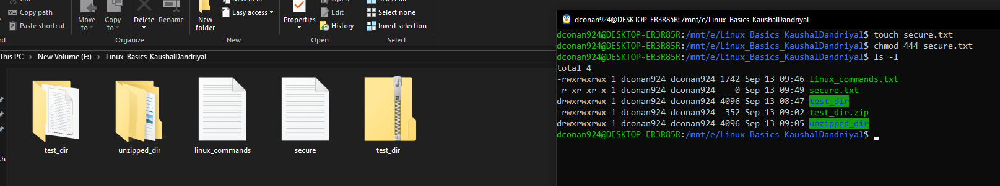 Cut
Copy path
Paste shortcut
Move to
Copy to
Delete
Rename
Organize
New item
Easy access
New folder
New
Properties
Open
Edit
History
Open
Select all
Select none
Invert selection
Select
This PC > New Volume (E:) > Linux_Basics_KaushalDandriyal
test_dir
unzipped_dir
linux_commands
secure
test_dir
dconan924@DESKTOP-ER3R85R: /mnt/e/Linux_Basics_KaushalDandriyal
dconan924@DESKTOP-ER3R85R:/mnt/e/Linux_Basics_KaushalDandriyal$ touch secure.txt
dconan924@DESKTOP-ER3R85R:/mnt/e/Linux_Basics_KaushalDandriyal$ chmod 444 secure.txt
dconan924@DESKTOP-ER3R85R:/mnt/e/Linux_Basics_KaushalDandriyal$ ls -l
total 4
-rwxrwxrwx 1 dconan924 dconan924 1742 Sep 13 09:46 linux_commands.txt
-r-xr-xr-x 1 dconan924 dconan924    0 Sep 13 09:49 secure.txt
drwxrwxrwx 1 dconan924 dconan924 4096 Sep 13 08:47 test_dir
-rwxrwxrwx 1 dconan924 dconan924  352 Sep 13 09:02 test_dir.zip
drwxrwxrwx 1 dconan924 dconan924 4096 Sep 13 09:05 unzipped_dir
dconan924@DESKTOP-ER3R85R:/mnt/e/Linux_Basics_KaushalDandriyal$